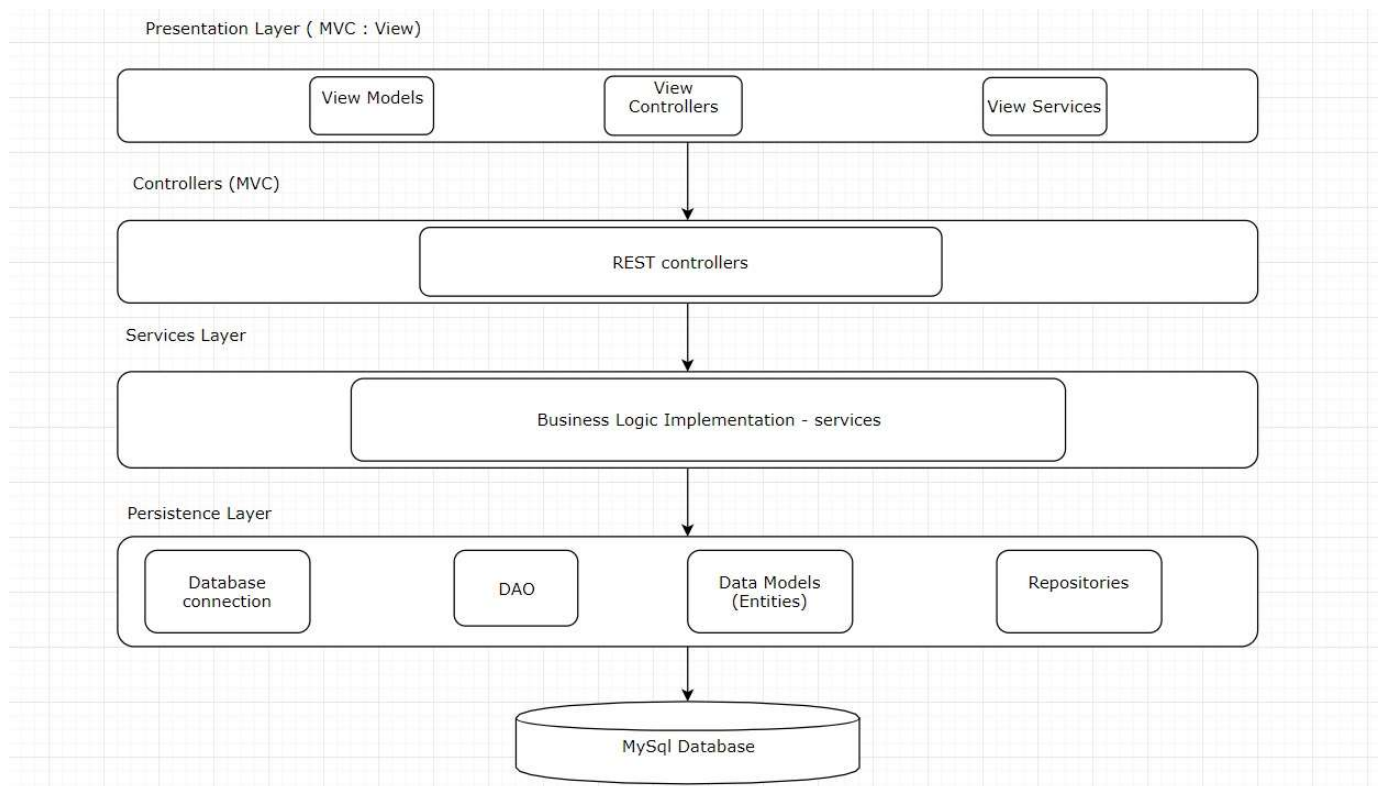 Presentation Layer ( MVC : View)
View Models
View
Controllers
View Services
Controllers (MVC)
REST controllers
Services Layer
Business Logic Implementation - services
Persistence Layer
Database
connection
DAO
Data Models
(Entities)
Repositories
MySql Database